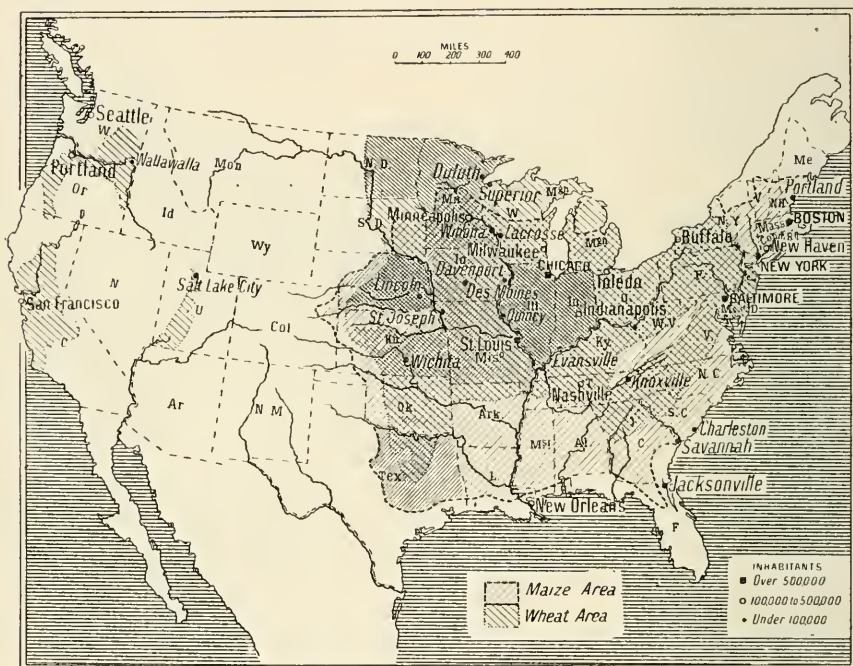 MILES
0 100 200 300 400
Seattle
W.
Wallawalla
Portland
Or
Mon
Id
N.D.
S.D.
Wy
Duluth
Superior
Mn
W
Minneapolis
Winona
Lacrosse
Milwaukee
CHICAGO
Io
Davenport
Des Moines
Lincoln
Quincy
St. Joseph
St. Louis
Wichita
Toledo
Indianapolis
In
Evansville
Ky.
Nashville
Knoxville
W.V.
V.
N.C.
S.C
Me
Portland
N.H.
V.
BOSTON
Mass
N.Y
Buffalo
New Haven
NEW YORK
P.
BALTIMORE
N
Salt Lake City
U
San Francisco
C
Col
Ar
N M
Ok.
Ark.
Tex
L
Al
Charleston
Savannah
Jacksonville
New Orleans
F
Maize Area
Wheat Area
INHABITANTS
Over 500,000
100,000 to 500,000
Under 100,000